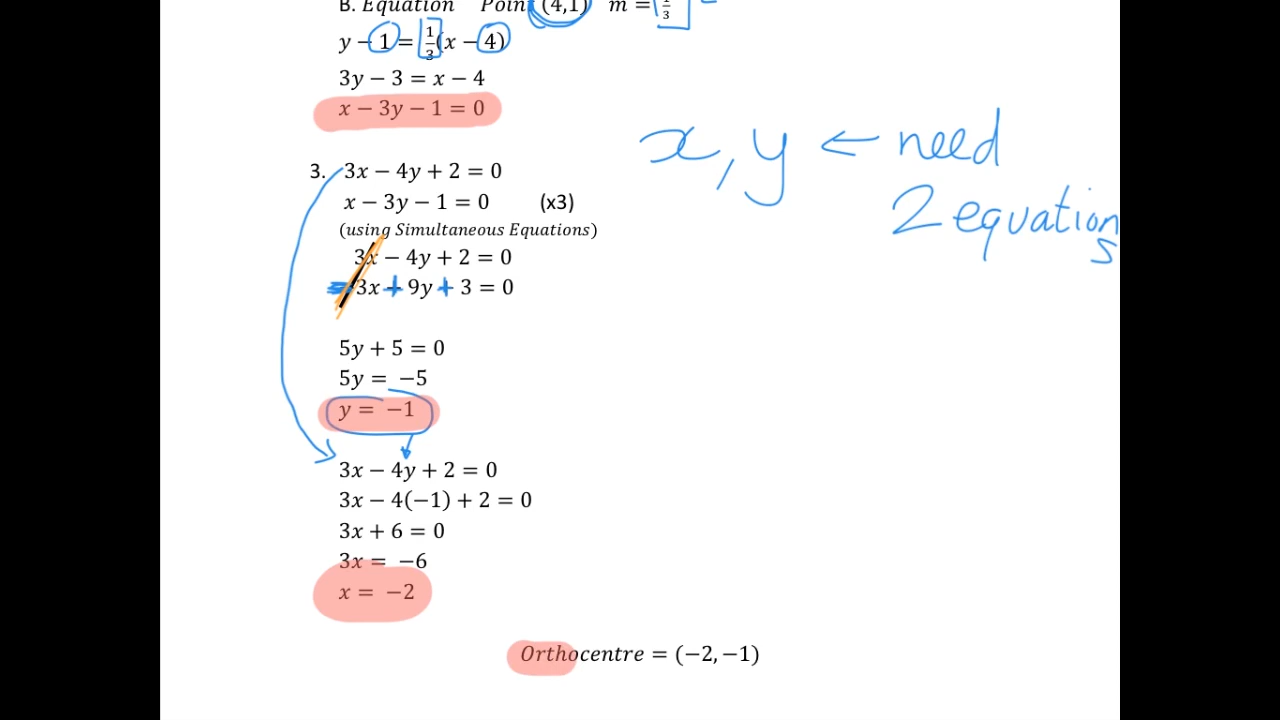 B. Equation Point (4,1) m = 1/3
y − 1 = 1/3(x − 4)
3y − 3 = x − 4
x − 3y − 1 = 0
x, y ← need
2 equations
3. 3x − 4y + 2 = 0
x − 3y − 1 = 0 (x3)
(using Simultaneous Equations)
3x − 4y + 2 = 0
−3x + 9y + 3 = 0
5y + 5 = 0
5y = −5
y = −1
3x − 4y + 2 = 0
3x − 4(−1) + 2 = 0
3x + 6 = 0
3x = −6
x = −2
Orthocentre = (−2, −1)